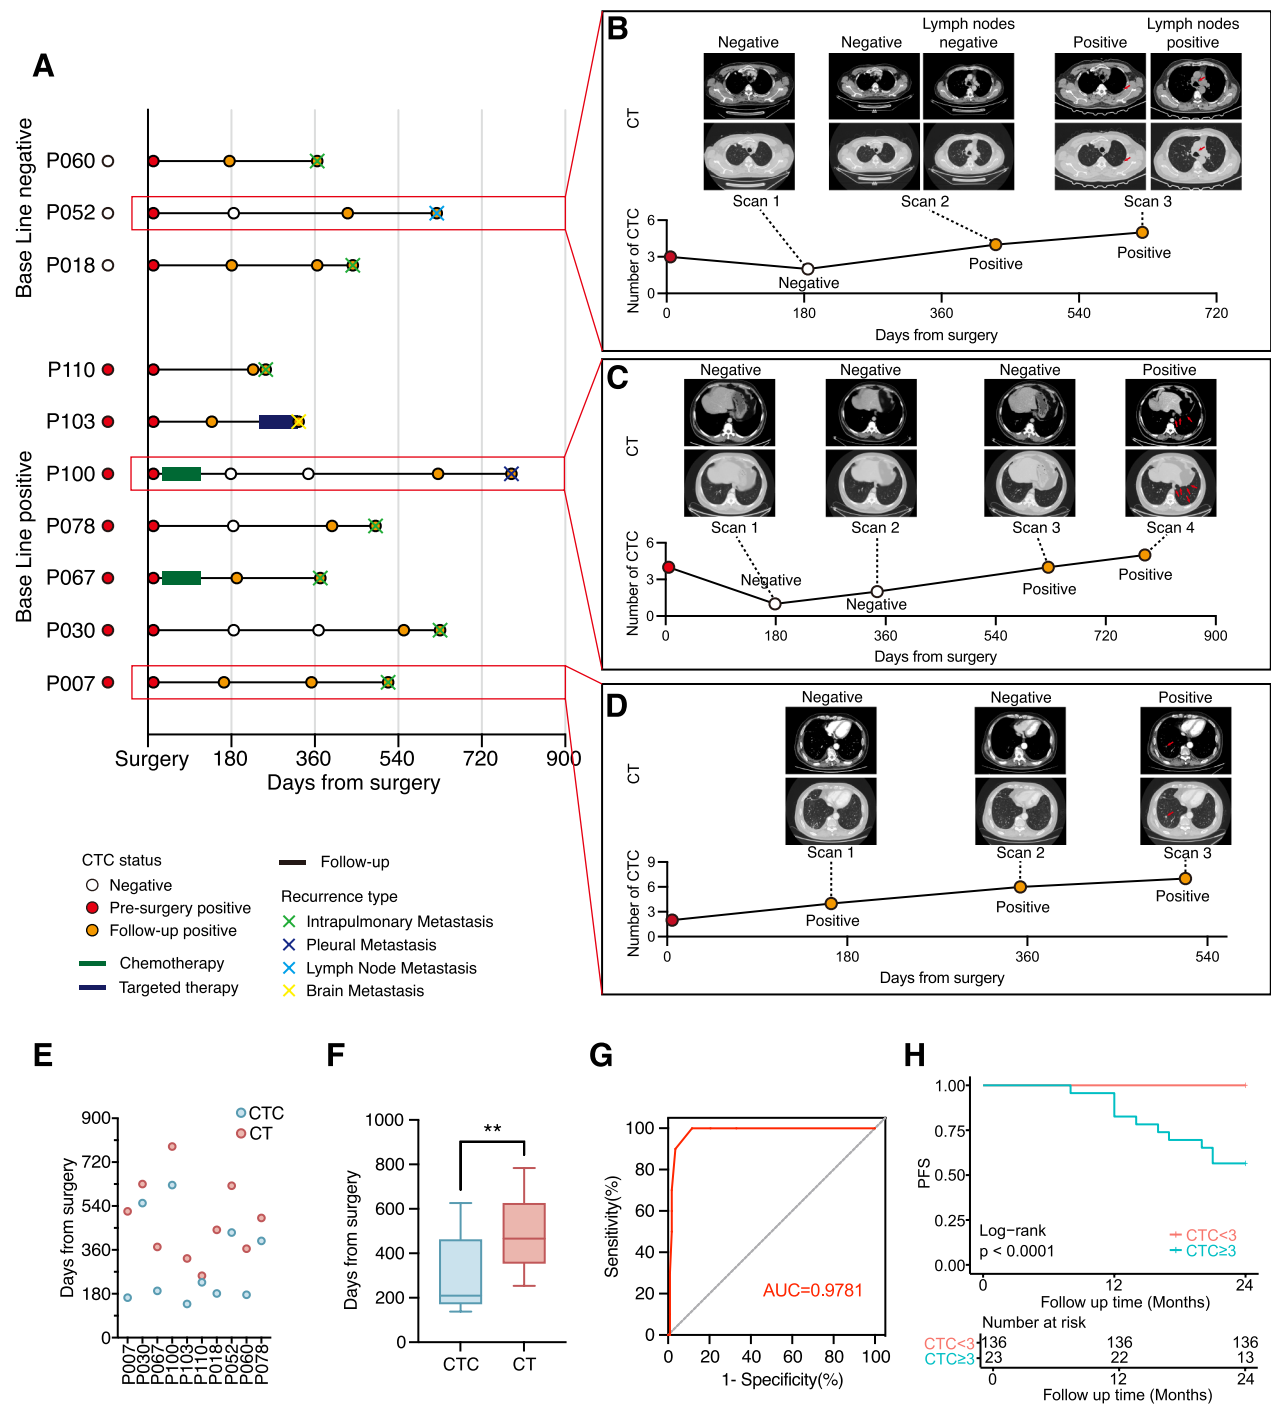 A
Base Line negative
P060
P052
P018
Base Line positive
P110
P103
P100
P078
P067
P030
P007
Surgery 180 360 540 720 900
Days from surgery
CTC status
Negative
Pre-surgery positive
Follow-up positive
Chemotherapy
Targeted therapy
Follow-up
Recurrence type
Intrapulmonary Metastasis
Pleural Metastasis
Lymph Node Metastasis
Brain Metastasis
B
Negative
Negative
Lymph nodes
negative
Positive
Lymph nodes
positive
CT
Scan 1
Scan 2
Scan 3
Number of CTC
6
3
0
Negative
Positive
Positive
0 180 360 540 720
Days from surgery
C
Negative
Negative
Negative
Positive
CT
Scan 1
Scan 2
Scan 3
Scan 4
Number of CTC
6
3
0
Negative
Negative
Positive
Positive
0 180 360 540 720 900
Days from surgery
D
Negative
Negative
Positive
CT
Scan 1
Scan 2
Scan 3
Number of CTC
9
6
3
0
Positive
Positive
Positive
0 180 360 540
Days from surgery
E
CTC
CT
Days from surgery
900
720
540
360
180
0
P007
P030
P067
P100
P103
P110
P018
P052
P060
P078
F
Days from surgery
1000
800
600
400
200
0
**
CTC CT
G
Sensitivity(%)
100
80
60
40
20
0
AUC=0.9781
0 20 40 60 80 100
1- Specificity(%)
H
PFS
1.00
0.75
0.50
0.25
0.00
Log−rank
p < 0.0001
CTC<3
CTC≥3
0 12 24
Follow up time (Months)
Number at risk
CTC<3 136 136 136
CTC≥3 23 22 13
0 12 24
Follow up time (Months)